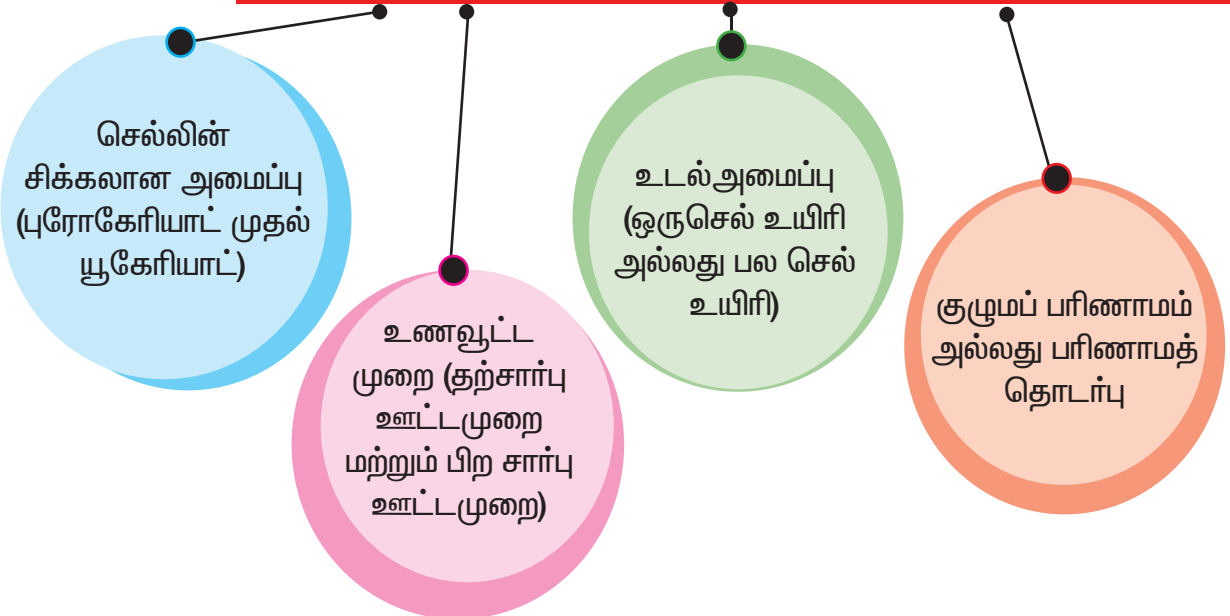 செல்லின்
சிக்கலான அமைப்பு
(புரோகேரியாட் முதல்
யூகேரியாட்)
உணவூட்ட
முறை (தற்சார்பு
ஊட்டமுறை
மற்றும் பிற சார்பு
ஊட்டமுறை)
உடல்அமைப்பு
(ஒருசெல் உயிரி
அல்லது பல செல்
உயிரி)
குழுமப் பரிணாமம்
அல்லது பரிணாமத்
தொடர்பு